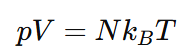 pV = Nk_BT